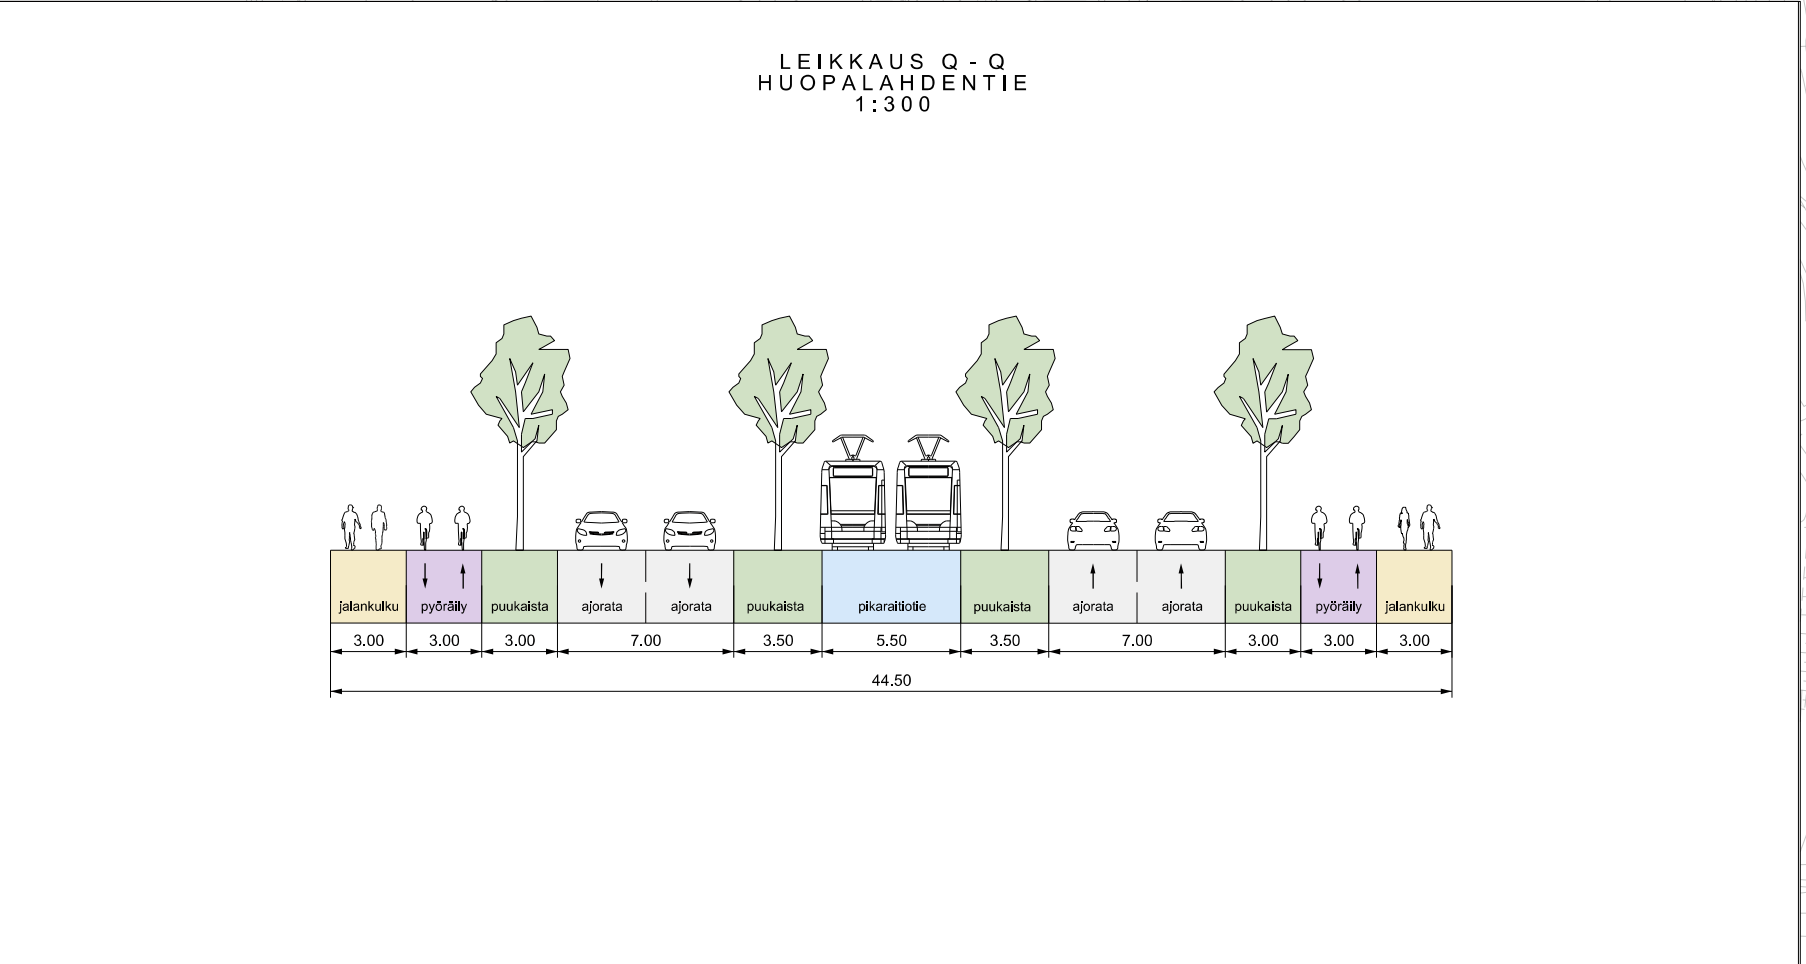 LEIKKAUS Q - Q
HUOPALAHDENTIE
1:300
jalankulku pyöräily puukaista ajorata ajorata puukaista pikaraitiotie puukaista ajorata ajorata puukaista pyöräily jalankulku
3.00 3.00 3.00 7.00 3.50 5.50 3.50 7.00 3.00 3.00 3.00
44.50